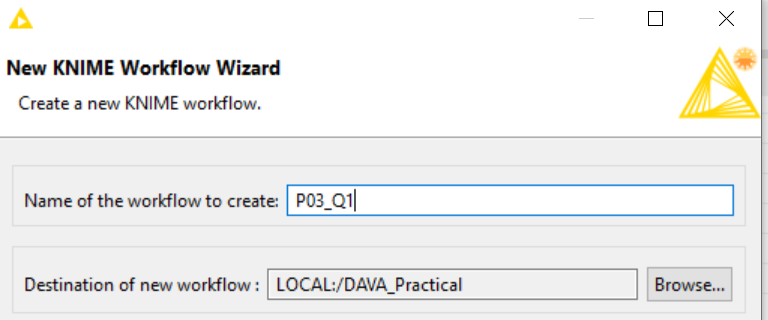 New KNIME Workflow Wizard
Create a new KNIME workflow.
Name of the workflow to create: P03_Q1
Destination of new workflow : LOCAL:/DAVA_Practical Browse...